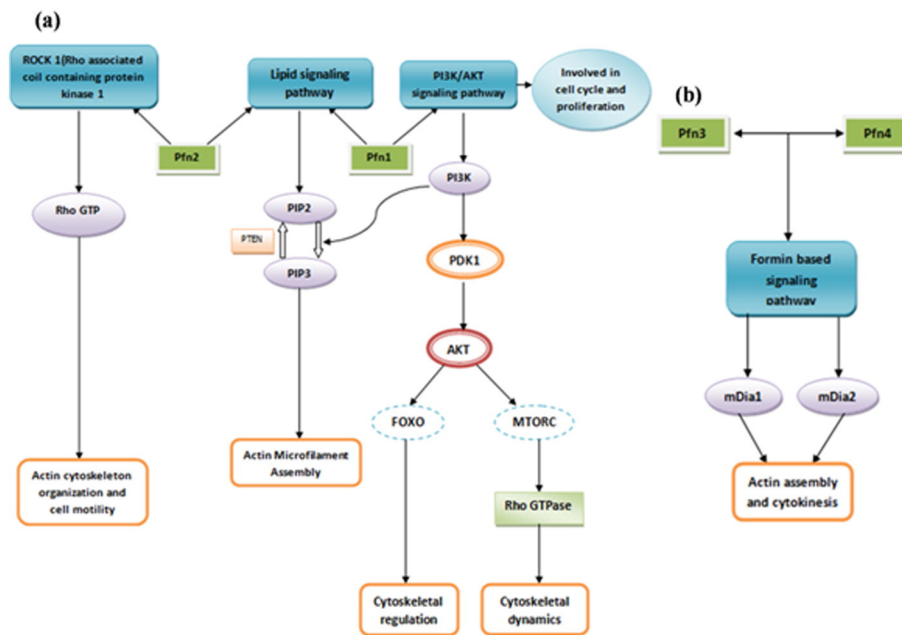 (a)
ROCK 1(Rho associated
coil containing protein
kinase 1
Lipid signaling
pathway
PI3K/AKT
signaling pathway
Involved in
cell cycle and
proliferation
Pfn2
Pfn1
Rho GTP
PIP2
PI3K
PTEN
PIP3
PDK1
AKT
FOXO
MTORC
Actin cytoskeleton
organization and
cell motility
Actin Microfilament
Assembly
Rho GTPase
Cytoskeletal
regulation
Cytoskeletal
dynamics
(b)
Pfn3
Pfn4
Formin based
signaling
pathway
mDia1
mDia2
Actin assembly
and cytokinesis